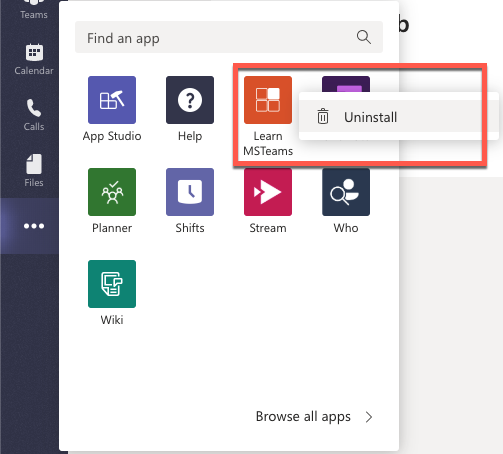 Teams
Calendar
Calls
Files
Find an app
b
App Studio
Help
Learn
MSTeams
Uninstall
Planner
Shifts
Stream
Who
Wiki
Browse all apps